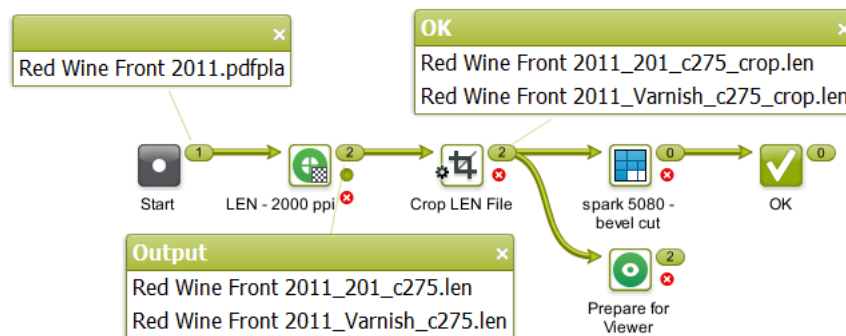 Red Wine Front 2011.pdfpla
OK
Red Wine Front 2011_201_c275_crop.len
Red Wine Front 2011_Varnish_c275_crop.len
1
2
2
0
0
Start
LEN - 2000 ppi
Crop LEN File
spark 5080 -
bevel cut
OK
2
Prepare for
Viewer
Output
Red Wine Front 2011_201_c275.len
Red Wine Front 2011_Varnish_c275.len